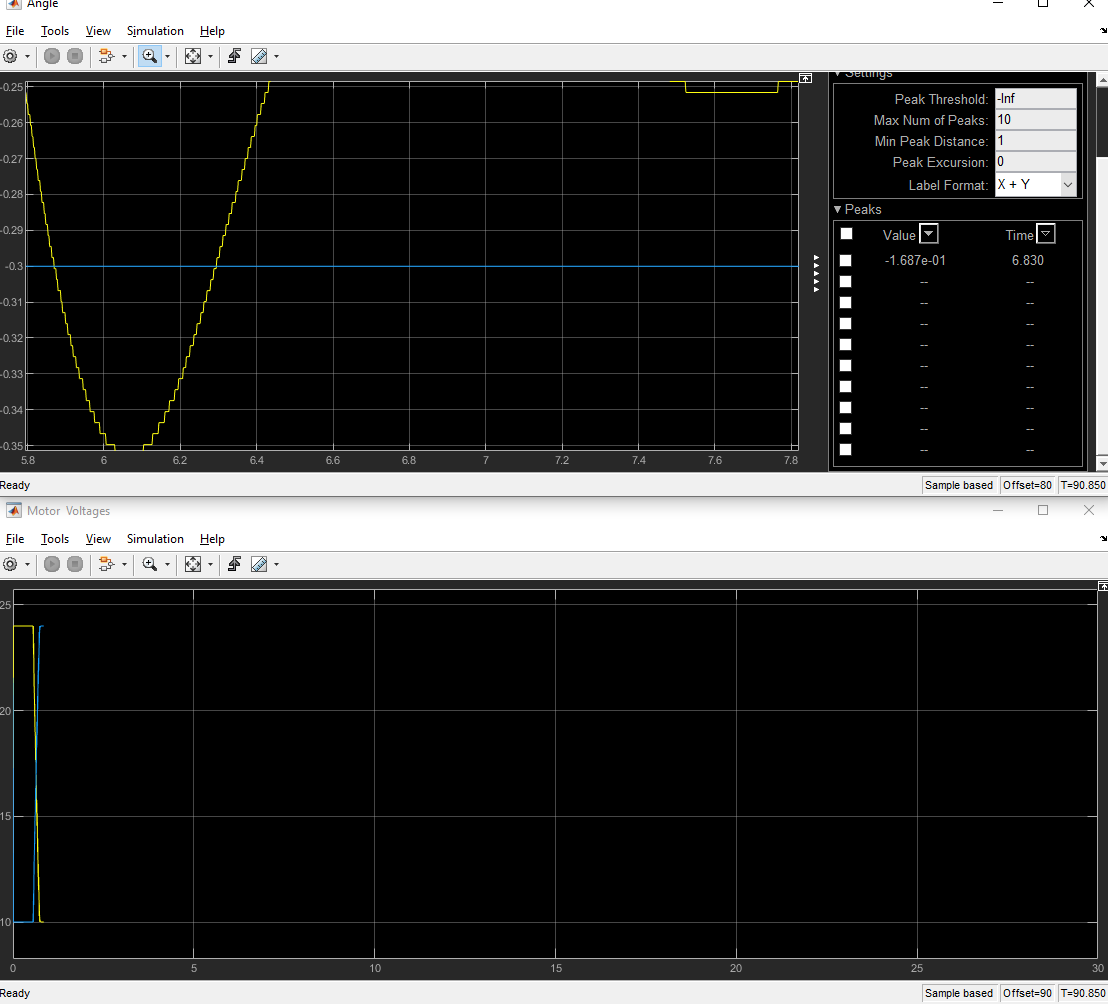 Angle
File Tools View Simulation Help
Settings
Peak Threshold: -Inf
Max Num of Peaks: 10
Min Peak Distance: 1
Peak Excursion: 0
Label Format: X + Y
Peaks
Value Time
-1.687e-01 6.830
-- --
-- --
-- --
-- --
-- --
-- --
-- --
-- --
-- --
-0.25
-0.26
-0.27
-0.28
-0.29
-0.3
-0.31
-0.32
-0.33
-0.34
-0.35
5.8 6 6.2 6.4 6.6 6.8 7 7.2 7.4 7.6 7.8
Ready Sample based Offset=80 T=90.850
Motor Voltages
File Tools View Simulation Help
25
20
15
10
0 5 10 15 20 25 30
Ready Sample based Offset=90 T=90.850